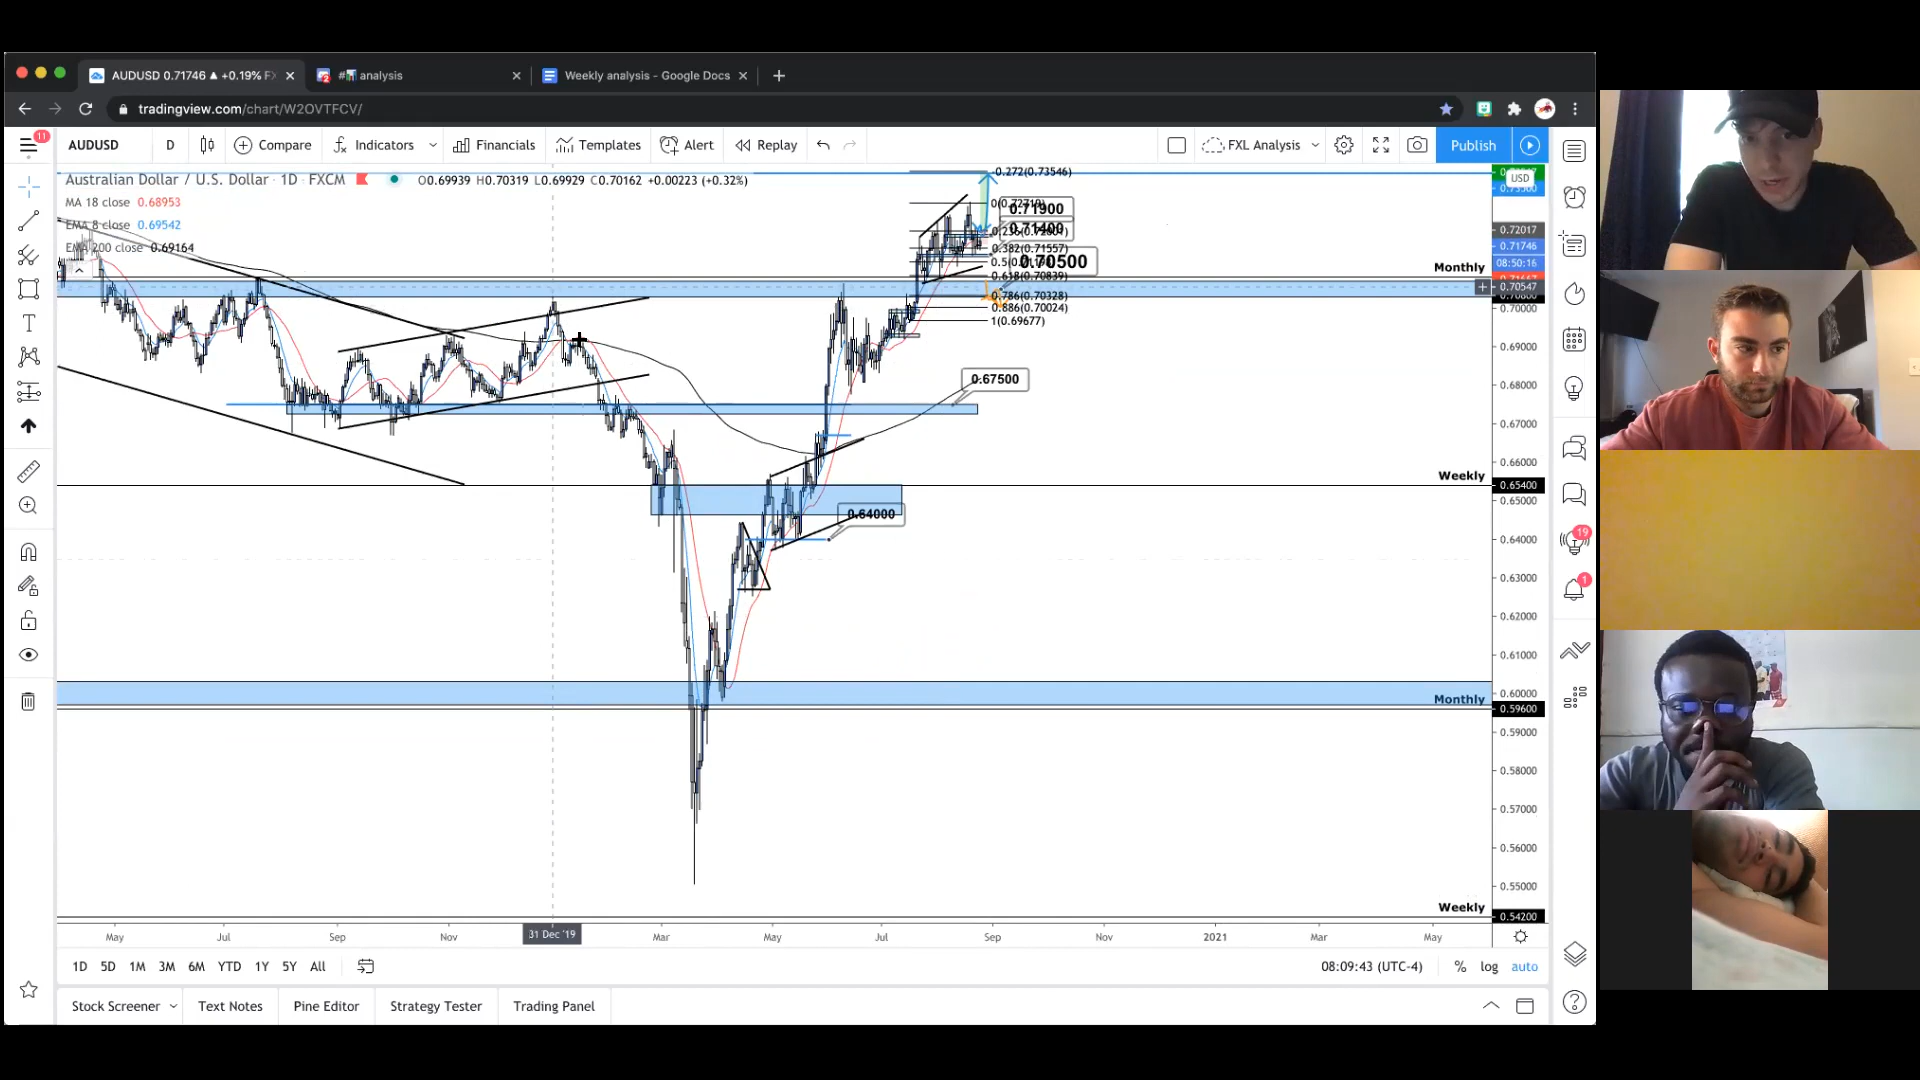 AUDUSD 0.71746 ▲ +0.19% FX
# analysis
Weekly analysis - Google Docs
tradingview.com/chart/W2OVTFCV/
11
AUDUSD
D
Compare
Indicators
Financials
Templates
Alert
Replay
FXL Analysis
Publish
Australian Dollar / U.S. Dollar · 1D · FXCM
O0.69939 H0.70319 L0.69929 C0.70162 +0.00223 (+0.32%)
MA 18 close 0.68953
EMA 8 close 0.69542
EMA 200 close 0.69164
-0.272(0.73546)
0.71900
0.71400
0.382(0.71557)
0.70500
0.618(0.70839)
0.786(0.70328)
0.886(0.70024)
1(0.69677)
0.67500
0.64000
Monthly
Weekly
Monthly
Weekly
USD
0.72017
0.71746
08:50:16
0.70547
0.70000
0.69000
0.68000
0.67000
0.66000
0.65400
0.65000
0.64000
0.63000
0.62000
0.61000
0.60000
0.59600
0.59000
0.58000
0.57000
0.56000
0.55000
0.54200
May
Jul
Sep
Nov
31 Dec '19
Mar
May
Jul
Sep
Nov
2021
Mar
May
1D
5D
1M
3M
6M
YTD
1Y
5Y
All
08:09:43 (UTC-4)
%
log
auto
Stock Screener
Text Notes
Pine Editor
Strategy Tester
Trading Panel
19
1